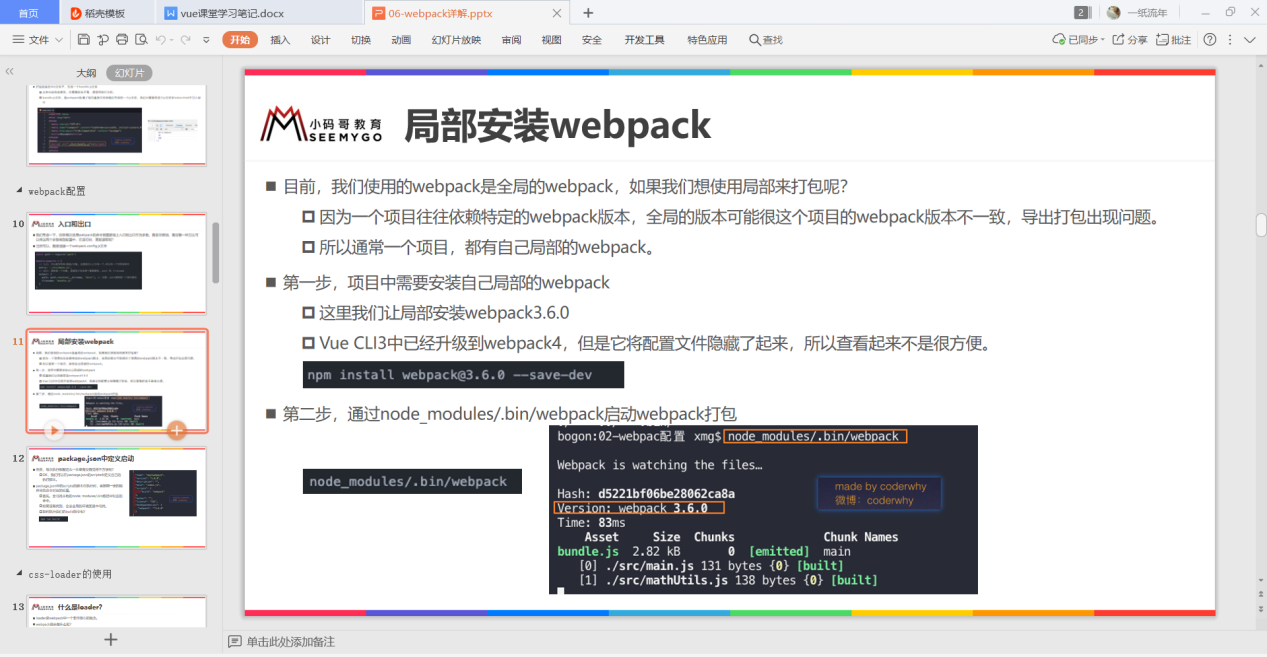 首页
稻壳模板
vue课堂学习笔记.docx
06-webpack详解.pptx
2
一纸流年
文件
开始
插入
设计
切换
动画
幻灯片放映
审阅
视图
安全
开发工具
特色应用
查找
已同步
分享
批注
大纲
幻灯片
webpack配置
10
入口和出口
11
局部安装webpack
12
package.json中定义启动
css-loader的使用
13
什么是loader?
小码哥教育
SEEMYGO
局部安装webpack
目前，我们使用的webpack是全局的webpack，如果我们想使用局部来打包呢?
因为一个项目往往依赖特定的webpack版本，全局的版本可能很这个项目的webpack版本不一致，导出打包出现问题。
所以通常一个项目，都有自己局部的webpack。
第一步，项目中需要安装自己局部的webpack
这里我们让局部安装webpack3.6.0
Vue CLI3中已经升级到webpack4，但是它将配置文件隐藏了起来，所以查看起来不是很方便。
npm install webpack@3.6.0 --save-dev
第二步，通过node_modules/.bin/webpack启动webpack打包
node_modules/.bin/webpack
bogon:02-webpac配置 xmg$ node_modules/.bin/webpack
Webpack is watching the files…
Hash: d5221bf06be28062ca8a
Version: webpack 3.6.0
Time: 83ms
Asset Size Chunks Chunk Names
bundle.js 2.82 kB 0 [emitted] main
[0] ./src/main.js 131 bytes {0} [built]
[1] ./src/mathUtils.js 138 bytes {0} [built]
made by coderwhy
微博：coderwhy
单击此处添加备注